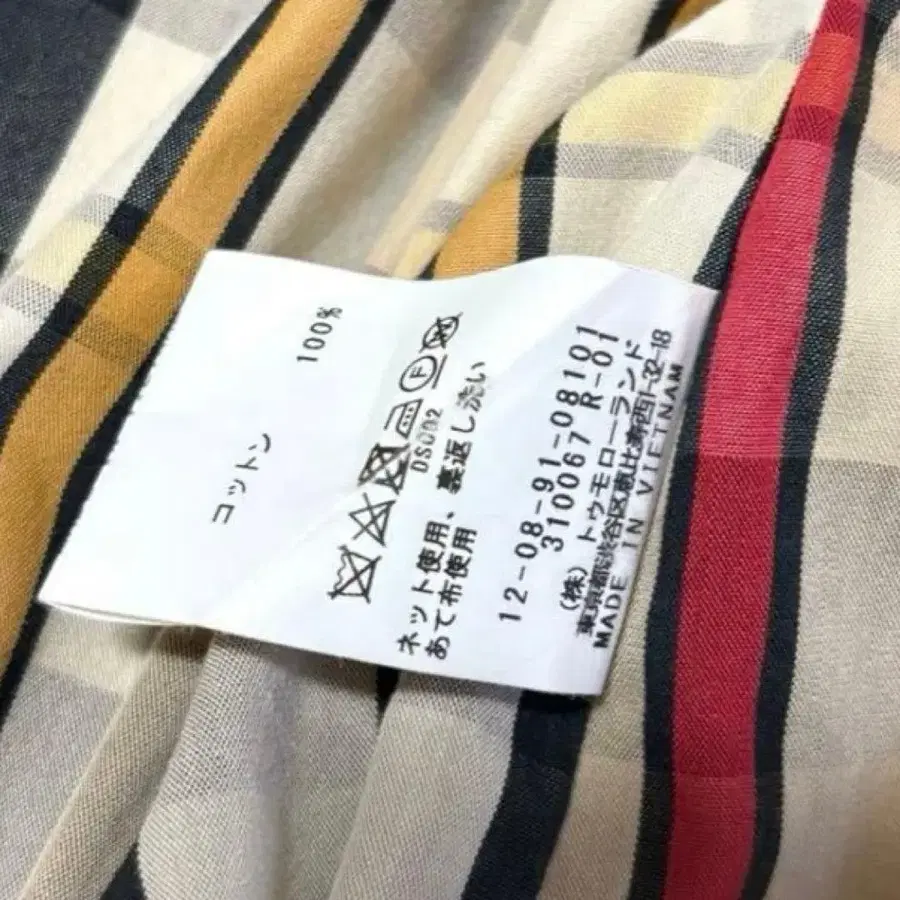 コットン 100%
DS002
ネット使用、裏返し洗い
あて布使用
12-08-91-08101
310067 R-01
(株)トゥモローランド
東京都渋谷区恵比寿西1-32-18
MADE IN VIETNAM